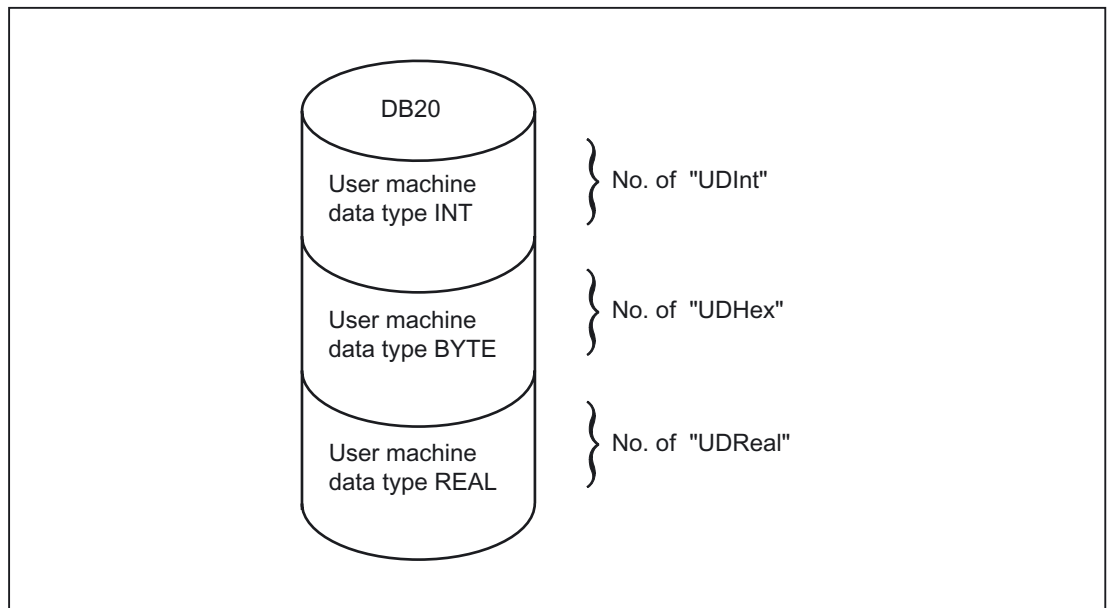 DB20
User machine
data type INT
No. of "UDInt"
User machine
data type BYTE
No. of "UDHex"
User machine
data type REAL
No. of "UDReal"